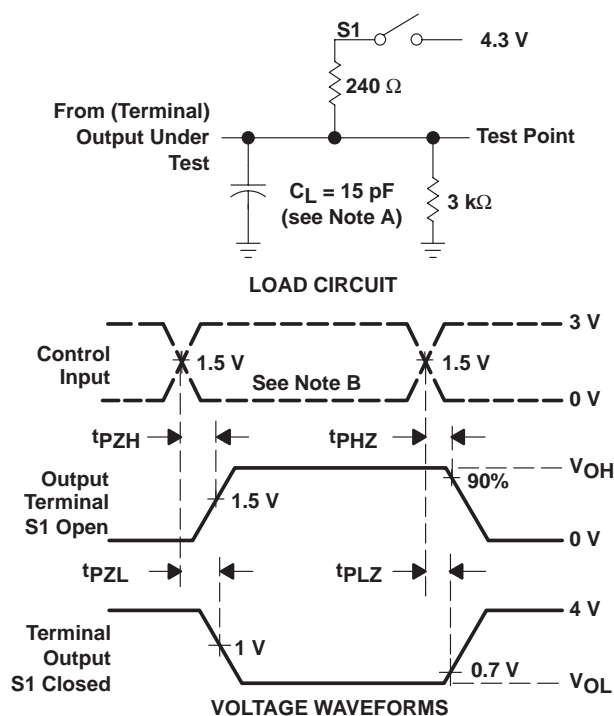 S1
4.3 V
240 Ω
From (Terminal)
Output Under
Test
Test Point
CL = 15 pF
(see Note A)
3 kΩ
LOAD CIRCUIT
3 V
Control
Input
1.5 V
1.5 V
See Note B
0 V
tPZH
tPHZ
VOH
Output
Terminal
S1 Open
90%
1.5 V
0 V
tPZL
tPLZ
4 V
Terminal
Output
S1 Closed
1 V
0.7 V
VOL
VOLTAGE WAVEFORMS